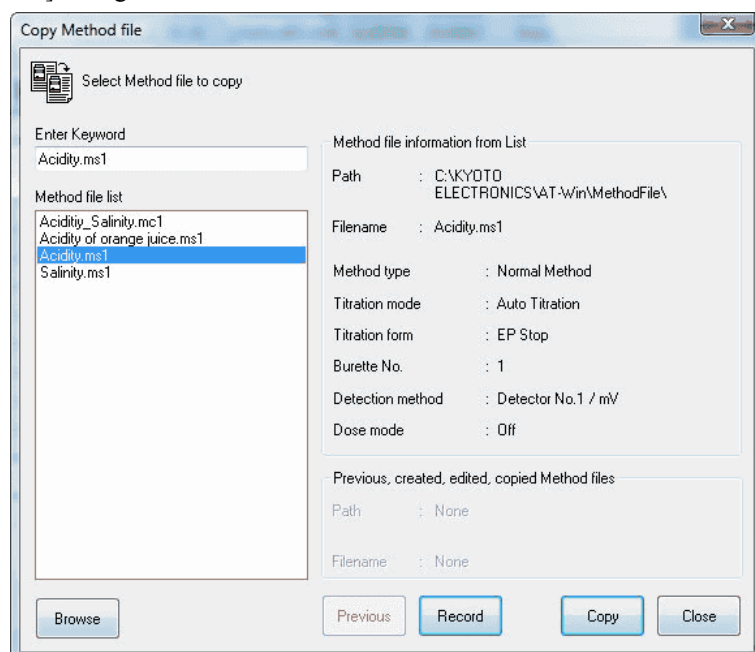 Copy Method file
Select Method file to copy
Enter Keyword
Acidity.ms1
Method file list
Aciditiy_Salinity.mc1
Acidity of orange juice.ms1
Acidity.ms1
Salinity.ms1
Method file information from List
Path : C:\KYOTO
ELECTRONICS\AT-Win\MethodFile\
Filename : Acidity.ms1
Method type : Normal Method
Titration mode : Auto Titration
Titration form : EP Stop
Burette No. : 1
Detection method : Detector No.1 / mV
Dose mode : Off
Previous, created, edited, copied Method files
Path : None
Filename : None
Browse
Previous
Record
Copy
Close